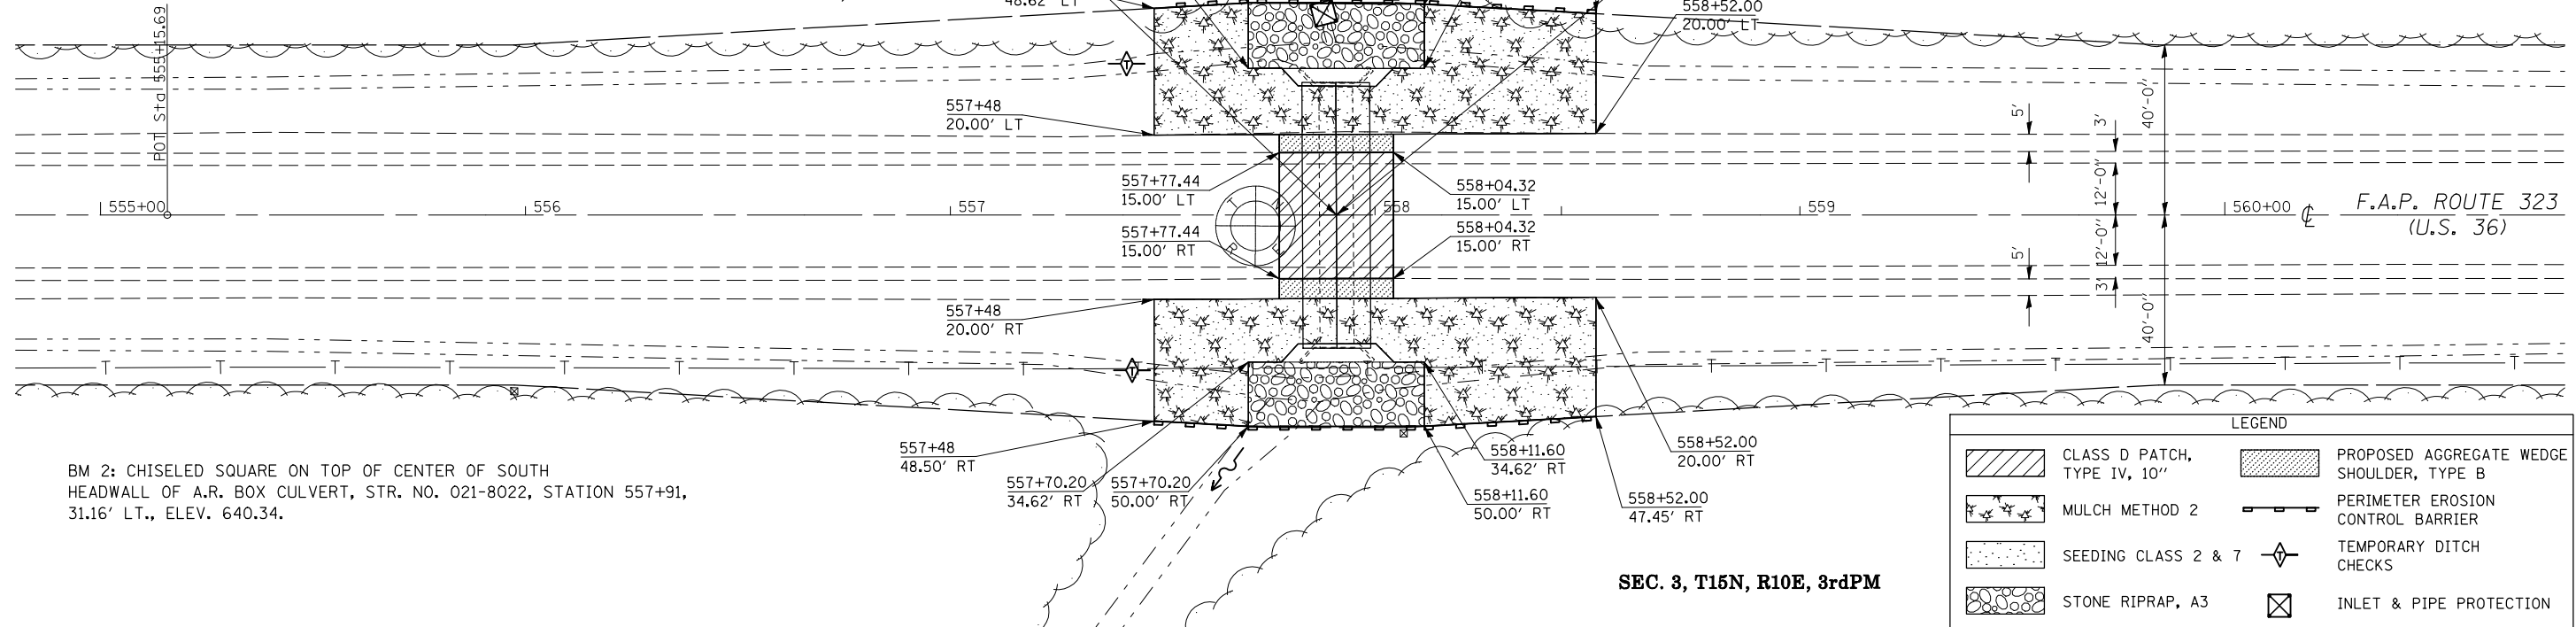 48.62' LT
558+52.00
20.00' LT
POT Sta 555+15.69
T
557+48
20.00' LT
5'
3'
40'-0"
12'-0"
557+77.44
15.00' LT
558+04.32
15.00' LT
555+00
556
557
558
559
560+00
℄
F.A.P. ROUTE 323
(U.S. 36)
557+77.44
15.00' RT
558+04.32
15.00' RT
R
5'
3'
12'-0"
40'-0"
557+48
20.00' RT
T
557+48
48.50' RT
557+70.20
34.62' RT
557+70.20
50.00' RT
558+11.60
34.62' RT
558+11.60
50.00' RT
558+52.00
20.00' RT
558+52.00
47.45' RT
BM 2: CHISELED SQUARE ON TOP OF CENTER OF SOUTH
HEADWALL OF A.R. BOX CULVERT, STR. NO. 021-8022, STATION 557+91,
31.16' LT., ELEV. 640.34.
SEC. 3, T15N, R10E, 3rdPM
LEGEND
CLASS D PATCH,
TYPE IV, 10"
PROPOSED AGGREGATE WEDGE
SHOULDER, TYPE B
MULCH METHOD 2
PERIMETER EROSION
CONTROL BARRIER
SEEDING CLASS 2 & 7
T
TEMPORARY DITCH
CHECKS
STONE RIPRAP, A3
INLET & PIPE PROTECTION